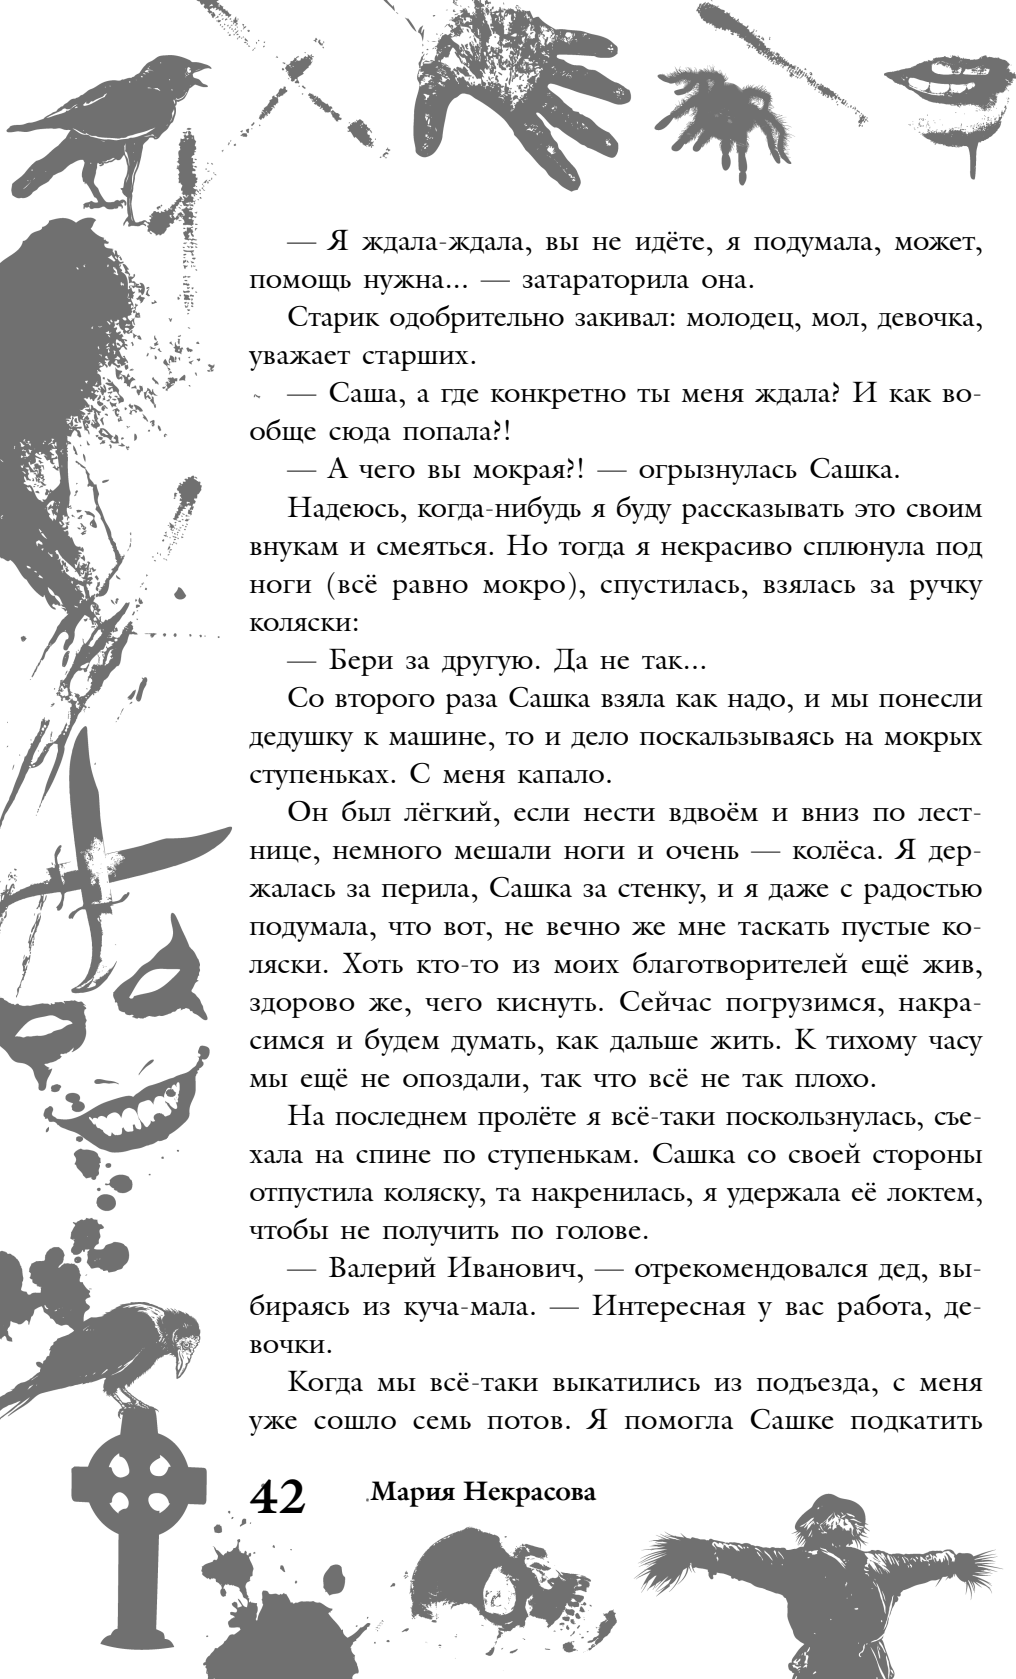 — Я ждала-ждала, вы не идёте, я подумала, может,
помощь нужна... — затараторила она.
Старик одобрительно закивал: молодец, мол, девочка,
уважает старших.
— Саша, а где конкретно ты меня ждала? И как во-
обще сюда попала?!
— А чего вы мокрая?! — огрызнулась Сашка.
Надеюсь, когда-нибудь я буду рассказывать это своим
внукам и смеяться. Но тогда я некрасиво сплюнула под
ноги (всё равно мокро), спустилась, взялась за ручку
коляски:
— Бери за другую. Да не так...
Со второго раза Сашка взяла как надо, и мы понесли
дедушку к машине, то и дело поскальзываясь на мокрых
ступеньках. С меня капало.
Он был лёгкий, если нести вдвоём и вниз по лест-
нице, немного мешали ноги и очень — колёса. Я дер-
жалась за перила, Сашка за стенку, и я даже с радостью
подумала, что вот, не вечно же мне таскать пустые ко-
ляски. Хоть кто-то из моих благотворителей ещё жив,
здорово же, чего киснуть. Сейчас погрузимся, накра-
симся и будем думать, как дальше жить. К тихому часу
мы ещё не опоздали, так что всё не так плохо.
На последнем пролёте я всё-таки поскользнулась, съе-
хала на спине по ступенькам. Сашка со своей стороны
отпустила коляску, та накренилась, я удержала её локтем,
чтобы не получить по голове.
— Валерий Иванович, — отрекомендовался дед, вы-
бираясь из куча-мала. — Интересная у вас работа, де-
вочки.
Когда мы всё-таки выкатились из подъезда, с меня
уже сошло семь потов. Я помогла Сашке подкатить
42 Мария Некрасова